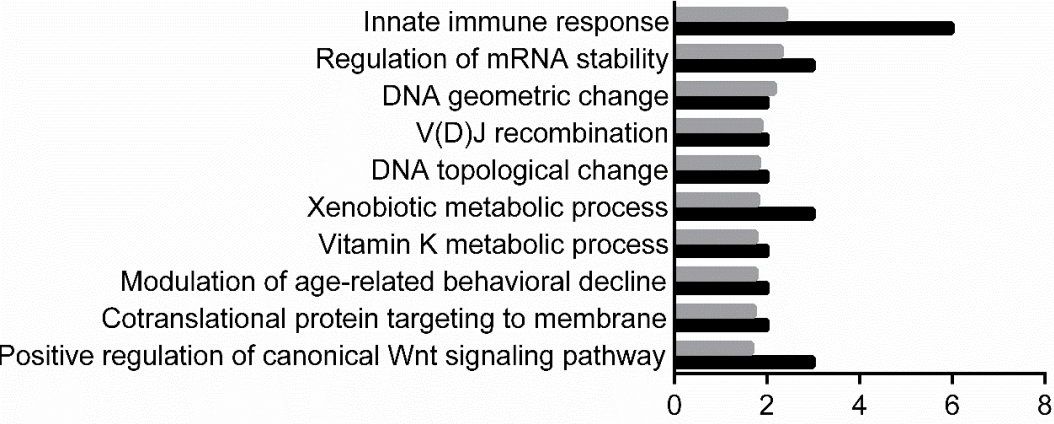 Innate immune response
Regulation of mRNA stability
DNA geometric change
V(D)J recombination
DNA topological change
Xenobiotic metabolic process
Vitamin K metabolic process
Modulation of age-related behavioral decline
Cotranslational protein targeting to membrane
Positive regulation of canonical Wnt signaling pathway
0 2 4 6 8